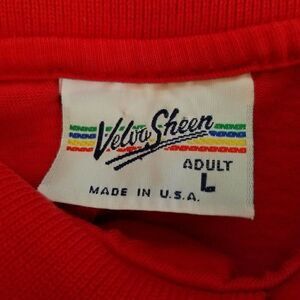 Velva Sheen
ADULT
L
MADE IN U.S.A.